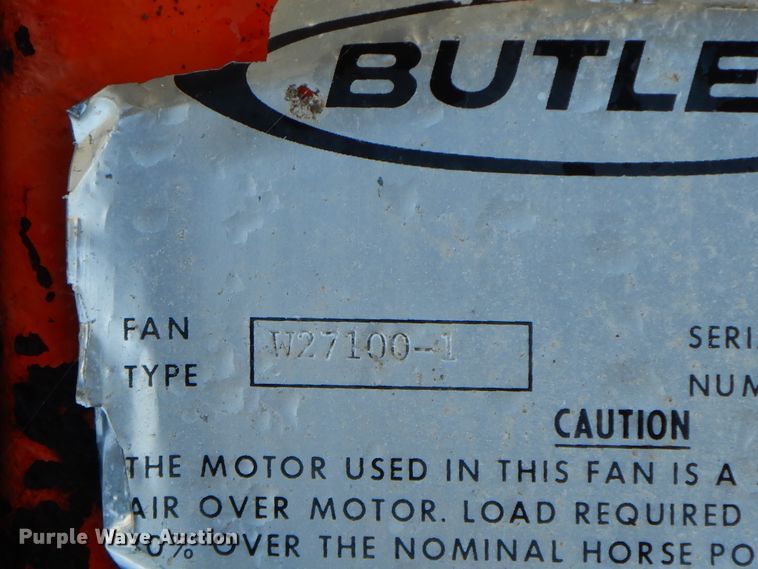 BUTLE
FAN
TYPE
W27100-1
SERI
NUM
CAUTION
THE MOTOR USED IN THIS FAN IS A
AIR OVER MOTOR. LOAD REQUIRED
0% OVER THE NOMINAL HORSE PO
Purple Wave Auction